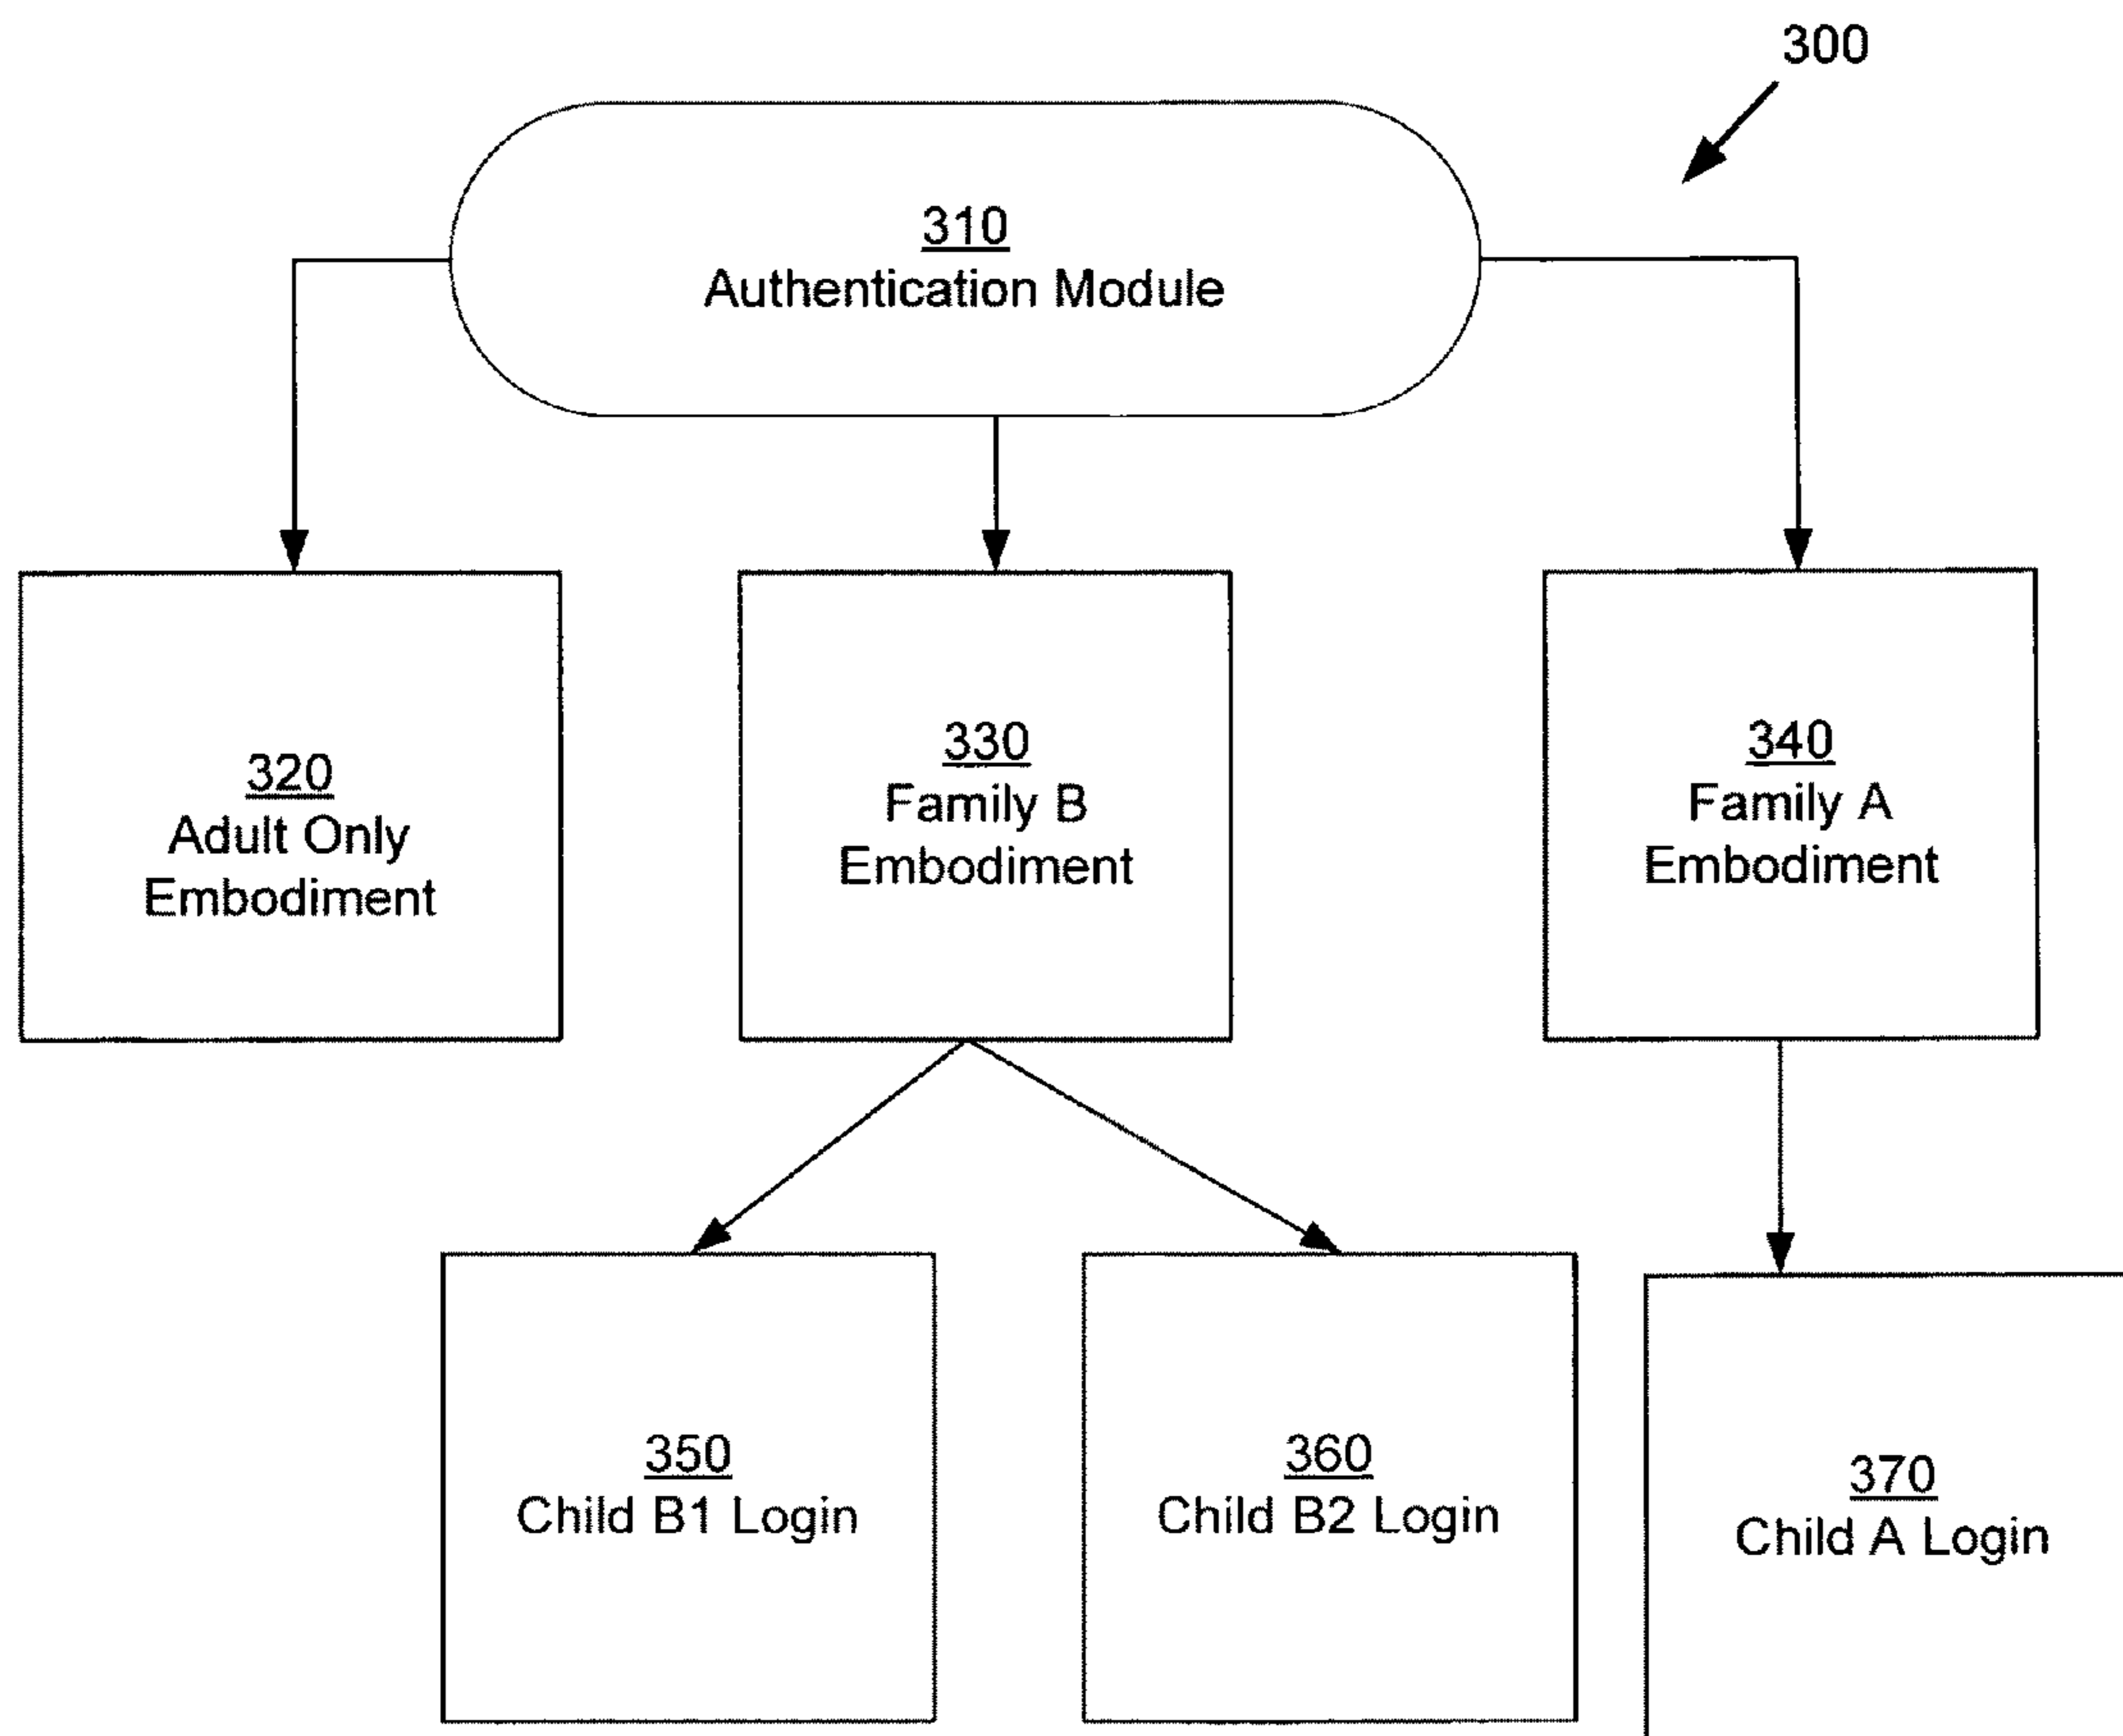 300
310
Authentication Module
320
Adult Only
Embodiment
330
Family B
Embodiment
340
Family A
Embodiment
350
Child B1 Login
360
Child B2 Login
370
Child A Login